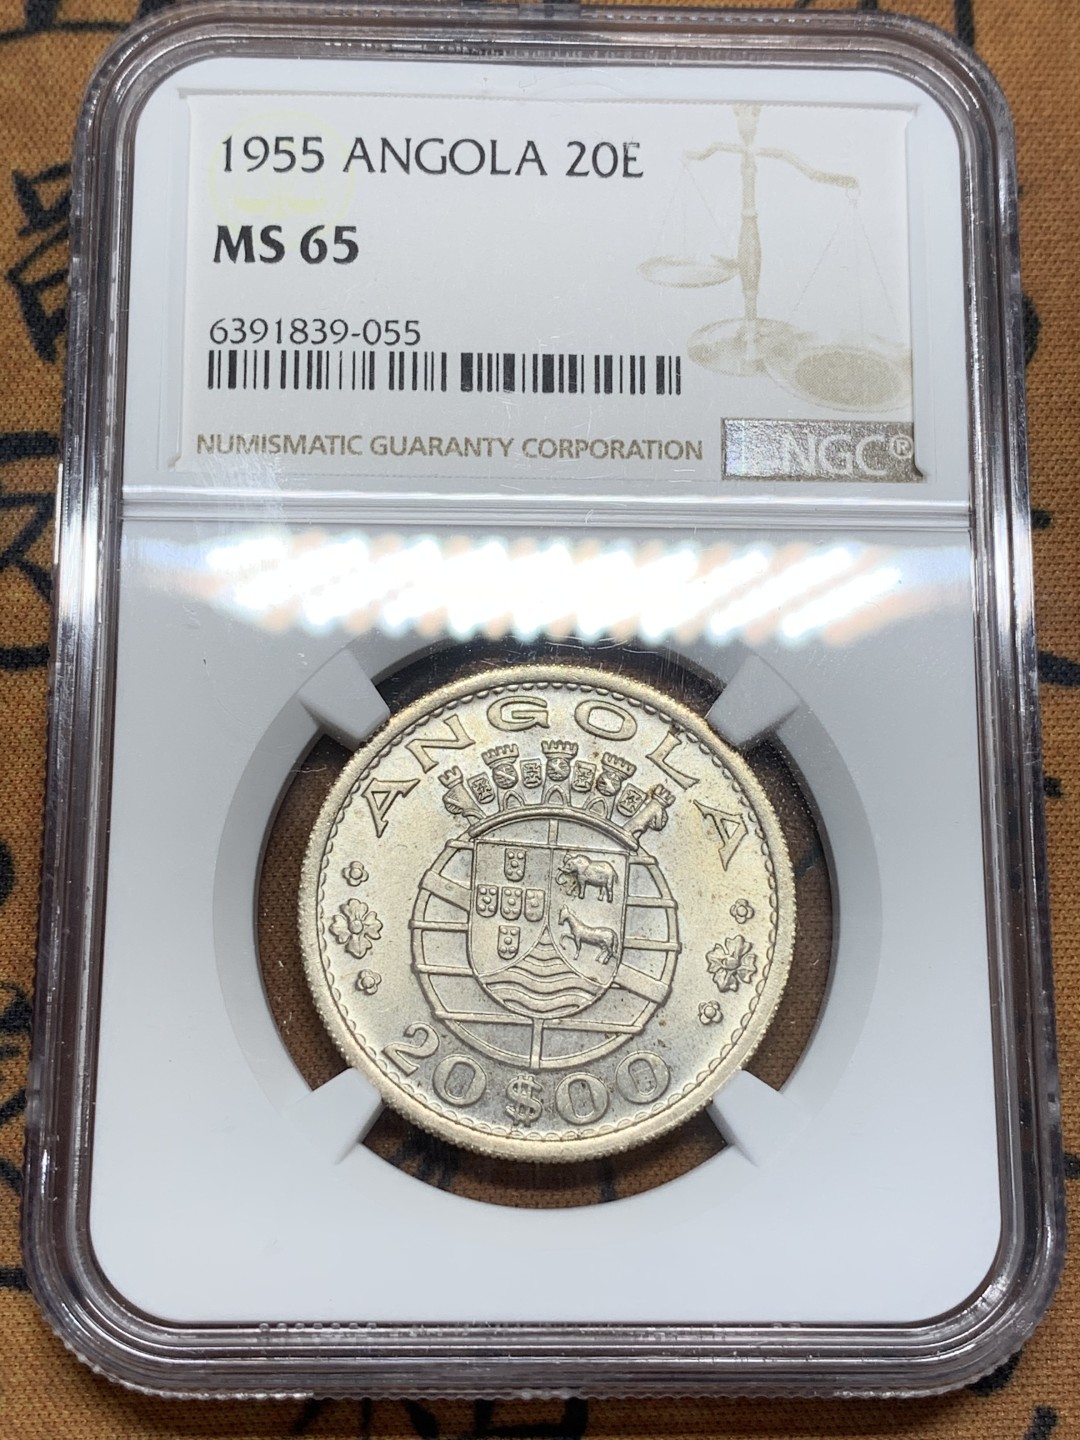 1955 ANGOLA 20E
MS 65
6391839-055
NUMISMATIC GUARANTY CORPORATION
NGC®
ANGOLA
20$00